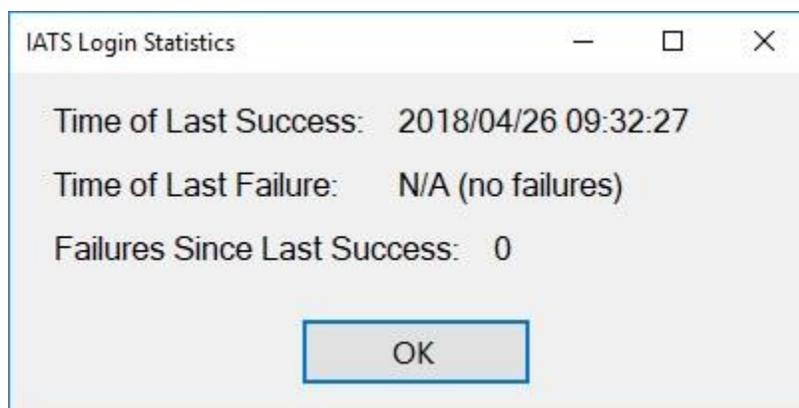 IATS Login Statistics
Time of Last Success: 2018/04/26 09:32:27
Time of Last Failure: N/A (no failures)
Failures Since Last Success: 0
OK